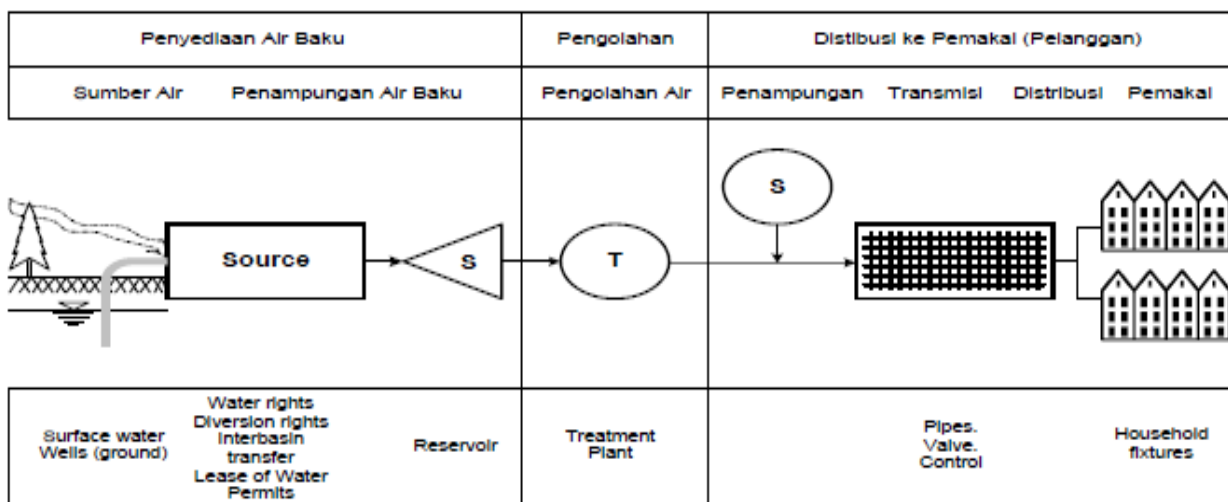 Penyediaan Air Baku
Pengolahan
Distibusi ke Pemakai (Pelanggan)
Sumber Air
Penampungan Air Baku
Pengolahan Air
Penampungan
Transmisi
Distribusi
Pemakai
Source
S
T
S
Surface water
Wells (ground)
Water rights
Diversion rights
Interbasin
transfer
Lease of Water
Permits
Reservoir
Treatment
Plant
Pipes.
Valve.
Control
Household
fixtures